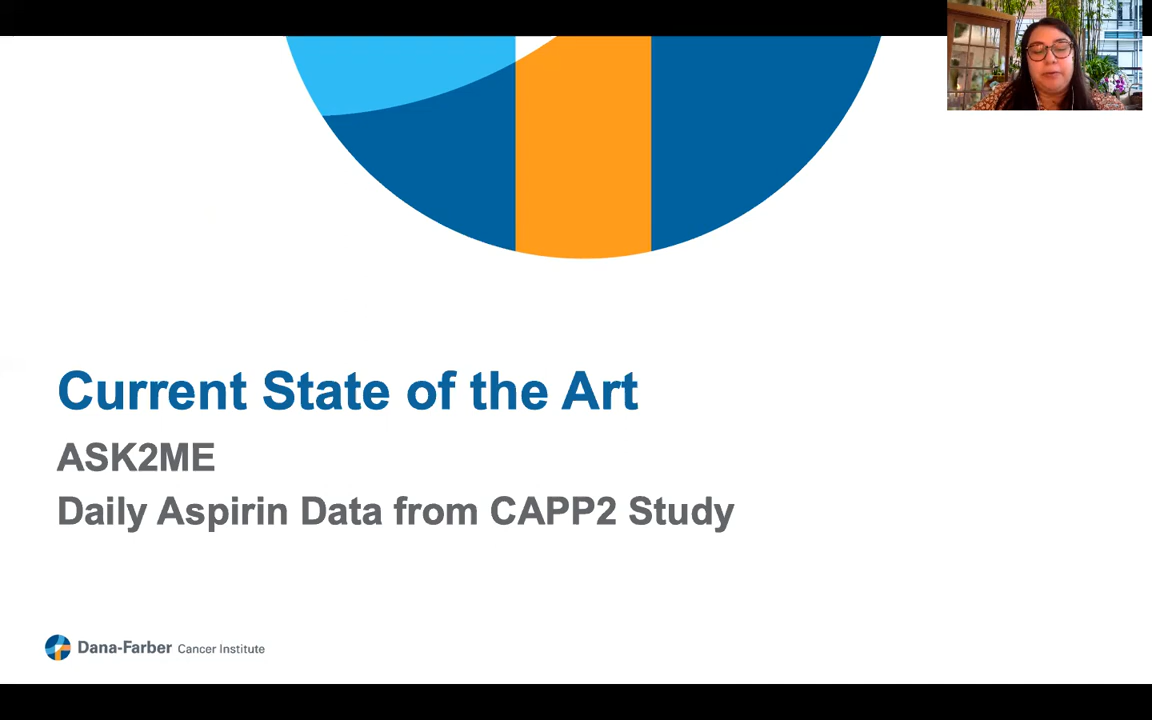 Current State of the Art
ASK2ME
Daily Aspirin Data from CAPP2 Study
Dana-Farber Cancer Institute